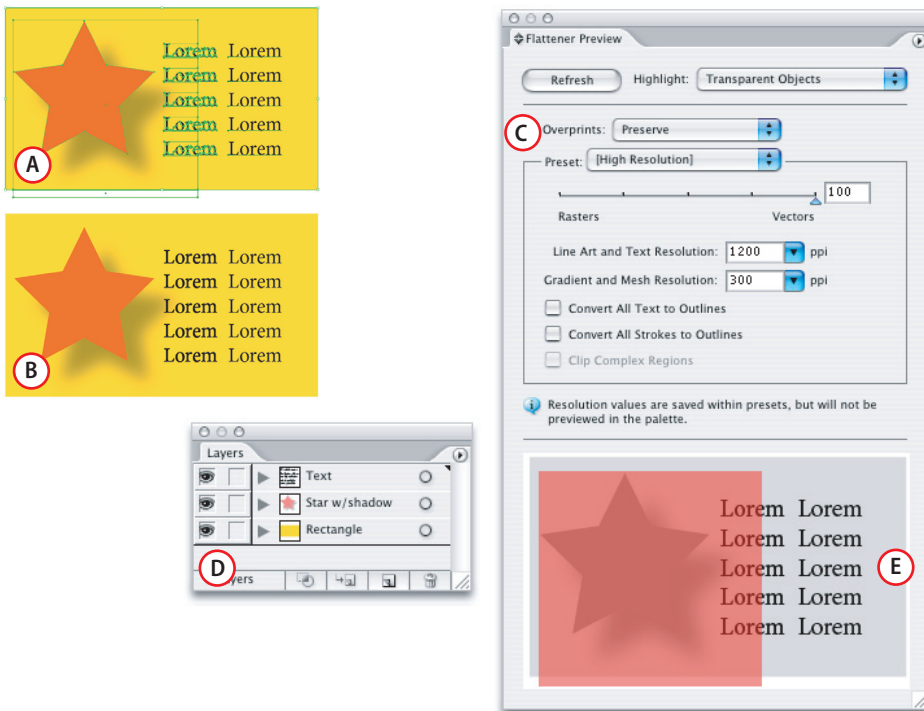 Lorem Lorem
Lorem Lorem
Lorem Lorem
Lorem Lorem
Lorem Lorem
A
Lorem Lorem
Lorem Lorem
Lorem Lorem
Lorem Lorem
Lorem Lorem
B
Layers
Text
Star w/shadow
Rectangle
D
yers
Flattener Preview
Refresh Highlight: Transparent Objects
C Overprints: Preserve
Preset: [High Resolution]
100
Rasters Vectors
Line Art and Text Resolution: 1200 ppi
Gradient and Mesh Resolution: 300 ppi
Convert All Text to Outlines
Convert All Strokes to Outlines
Clip Complex Regions
Resolution values are saved within presets, but will not be
previewed in the palette.
Lorem Lorem
Lorem Lorem
Lorem Lorem E
Lorem Lorem
Lorem Lorem